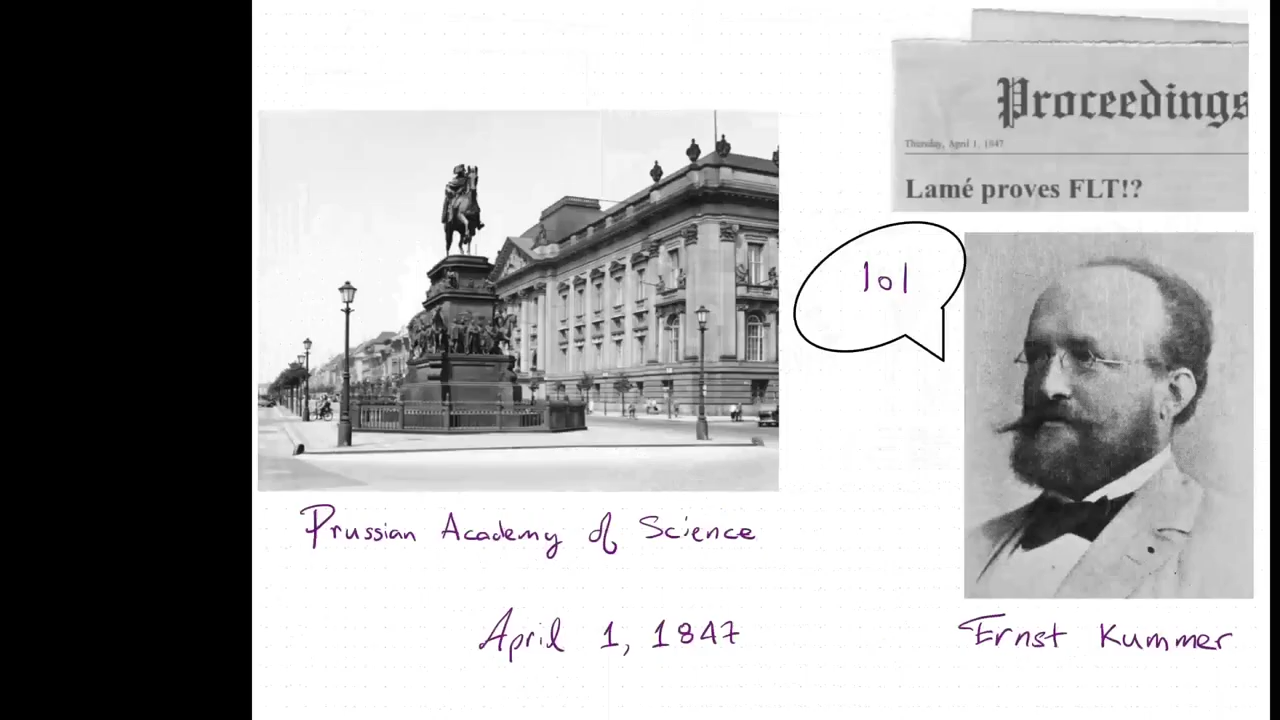 Proceedings
Thursday, April 1, 1847
Lamé proves FLT!?
lol
Prussian Academy of Science
April 1, 1847
Ernst Kummer